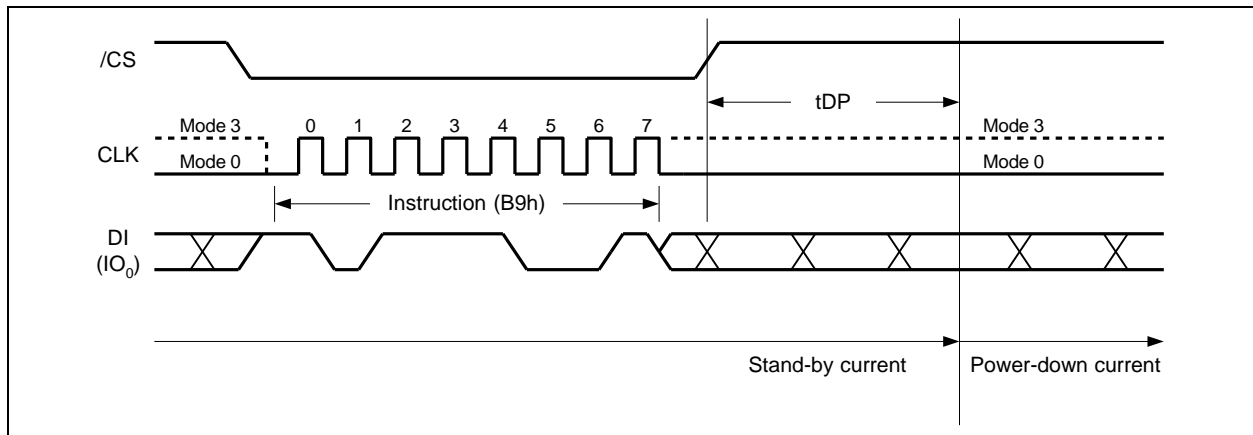 /CS
tDP
Mode 3 0 1 2 3 4 5 6 7 Mode 3
CLK
Mode 0 Mode 0
Instruction (B9h)
DI
(IO₀)
Stand-by current Power-down current